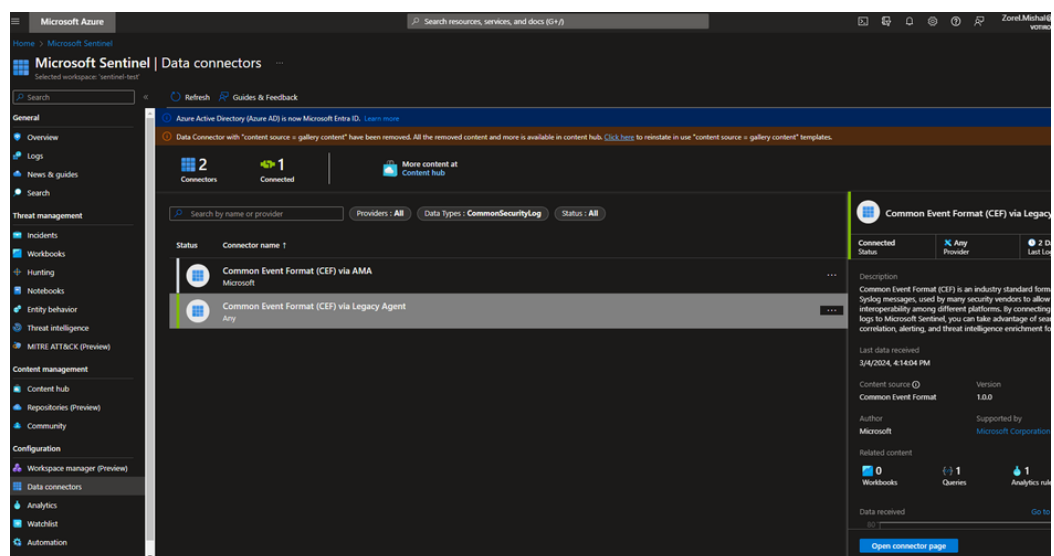 Microsoft Azure
Search resources, services, and docs (G+/)
Zorel.Mishal@
Home > Microsoft Sentinel
Microsoft Sentinel | Data connectors ...
Selected workspace: 'sentinel-test'
Search
«
Refresh
Guides & Feedback
General
Overview
Logs
News & guides
Search
Threat management
Incidents
Workbooks
Hunting
Notebooks
Entity behavior
Threat intelligence
MITRE ATT&CK (Preview)
Content management
Content hub
Repositories (Preview)
Community
Configuration
Workspace manager (Preview)
Data connectors
Analytics
Watchlist
Automation
Azure Active Directory (Azure AD) is now Microsoft Entra ID. Learn more
Data Connector with "content source = gallery content" have been removed. All the removed content and more is available in content hub. Click here to reinstate in use "content source = gallery content" templates.
2
Connectors
1
Connected
More content at
Content hub
Search by name or provider
Providers : All
Data Types : CommonSecurityLog
Status : All
Status
Connector name ↑
Common Event Format (CEF) via AMA
Microsoft
...
Common Event Format (CEF) via Legacy Agent
Any
...
Common Event Format (CEF) via Legacy
Connected
Status
Any
Provider
2 D
Last Lo
Description
Common Event Format (CEF) is an industry standard forma
Syslog messages, used by many security vendors to allow
interoperability among different platforms. By connecting
logs to Microsoft Sentinel, you can take advantage of sea
correlation, alerting, and threat intelligence enrichment fo
Last data received
3/4/2024, 4:14:04 PM
Content source
Version
Common Event Format
1.0.0
Author
Supported by
Microsoft
Microsoft Corporation
Related content
0
Workbooks
1
Queries
1
Analytics rule
Data received
Go to
60
Open connector page